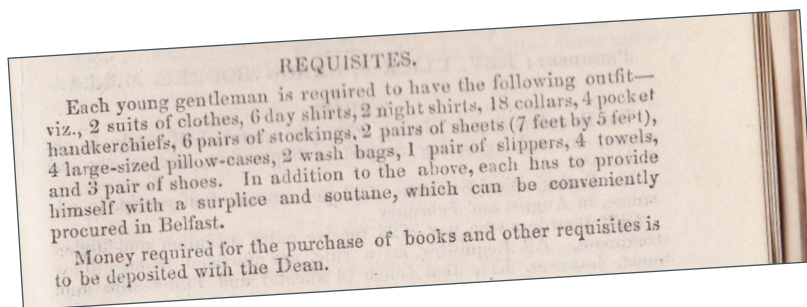 REQUISITES.
Each young gentleman is required to have the following outfit—
viz., 2 suits of clothes, 6 day shirts, 2 night shirts, 18 collars, 4 pocket
handkerchiefs, 6 pairs of stockings, 2 pairs of sheets (7 feet by 5 feet),
4 large-sized pillow-cases, 2 wash bags, 1 pair of slippers, 4 towels,
and 3 pair of shoes. In addition to the above, each has to provide
himself with a surplice and soutane, which can be conveniently
procured in Belfast.
Money required for the purchase of books and other requisites is
to be deposited with the Dean.